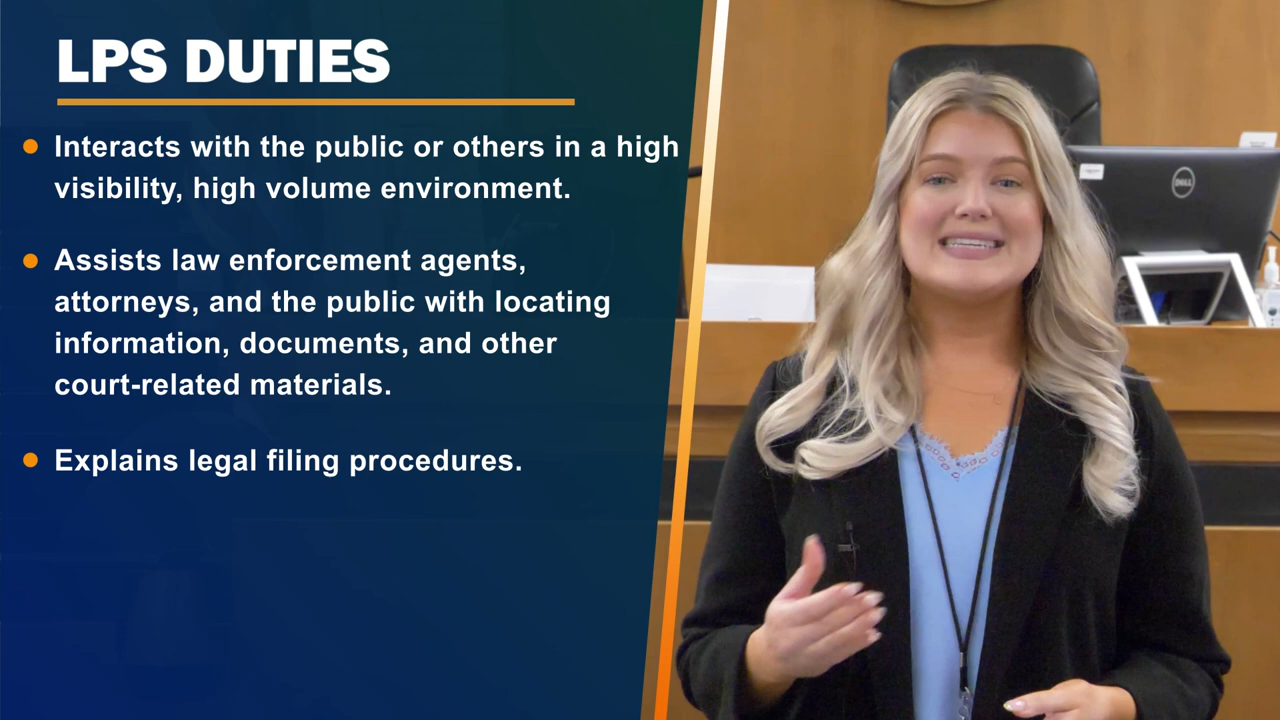 LPS DUTIES
Interacts with the public or others in a high
visibility, high volume environment.
Assists law enforcement agents,
attorneys, and the public with locating
information, documents, and other
court-related materials.
Explains legal filing procedures.
DELL